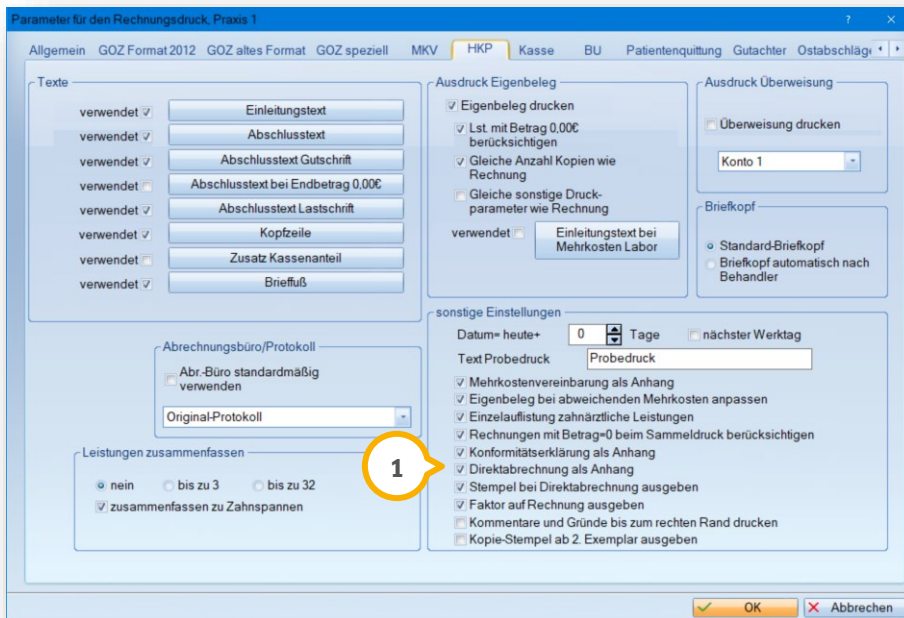 Parameter für den Rechnungsdruck, Praxis 1
Allgemein GOZ Format 2012 GOZ altes Format GOZ speziell MKV HKP Kasse BU Patientenquittung Gutachter Ostabschläge
Texte
verwendet Einleitungstext
verwendet Abschlusstext
verwendet Abschlusstext Gutschrift
verwendet Abschlusstext bei Endbetrag 0,00€
verwendet Abschlusstext Lastschrift
verwendet Kopfzeile
verwendet Zusatz Kassenanteil
verwendet Brieffuß
Abrechnungsbüro/Protokoll
Abr.-Büro standardmäßig
verwenden
Original-Protokoll
Leistungen zusammenfassen
nein bis zu 3 bis zu 32
zusammenfassen zu Zahnspannen
Ausdruck Eigenbeleg
Eigenbeleg drucken
Lst. mit Betrag 0,00€
berücksichtigen
Gleiche Anzahl Kopien wie
Rechnung
Gleiche sonstige Druck-
parameter wie Rechnung
verwendet Einleitungstext bei
Mehrkosten Labor
Ausdruck Überweisung
Überweisung drucken
Konto 1
Briefkopf
Standard-Briefkopf
Briefkopf automatisch nach
Behandler
sonstige Einstellungen
Datum= heute+ 0 Tage nächster Werktag
Text Probedruck Probedruck
Mehrkostenvereinbarung als Anhang
Eigenbeleg bei abweichenden Mehrkosten anpassen
Einzelauflistung zahnärztliche Leistungen
Rechnungen mit Betrag=0 beim Sammeldruck berücksichtigen
Konformitätserklärung als Anhang
1 Direktabrechnung als Anhang
Stempel bei Direktabrechnung ausgeben
Faktor auf Rechnung ausgeben
Kommentare und Gründe bis zum rechten Rand drucken
Kopie-Stempel ab 2. Exemplar ausgeben
OK Abbrechen